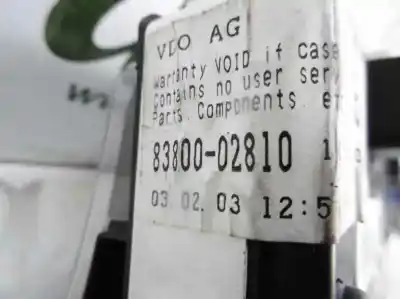 VDO AG
Warranty VOID if case
contains no user ser
Parts. Components. e
83800-02810 1
03 02. 03 12:5